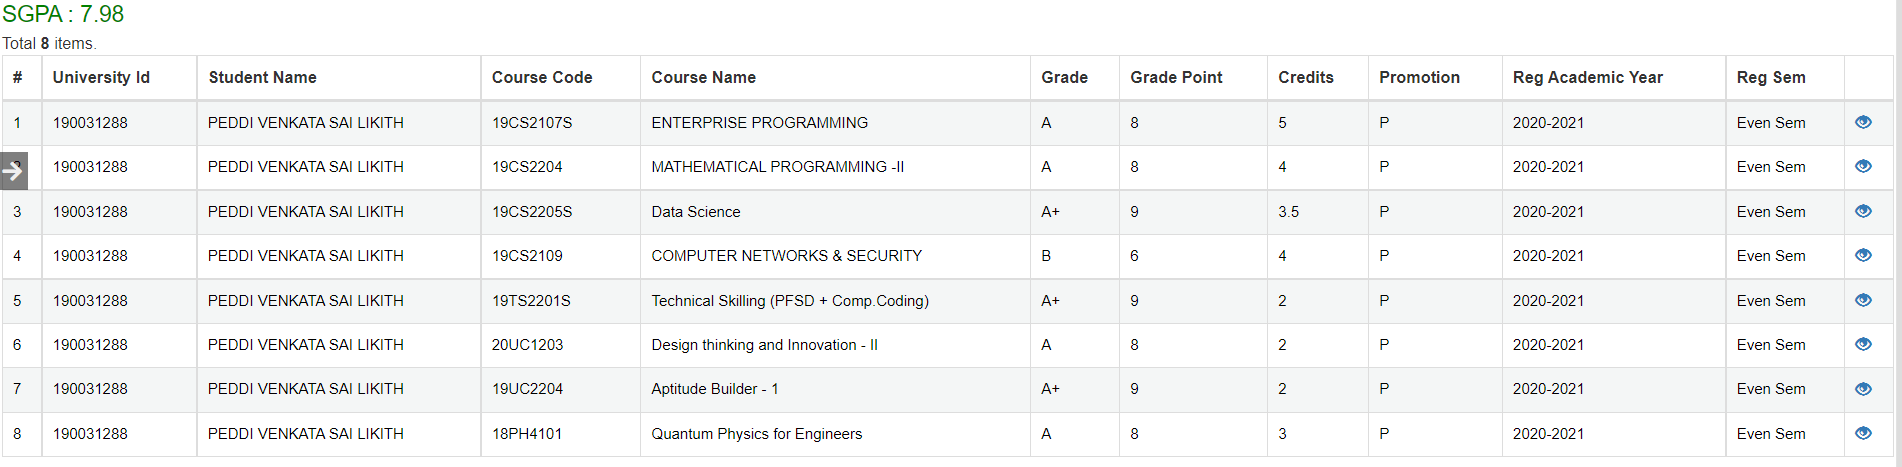 SGPA : 7.98
Total 8 items.
# University Id Student Name Course Code Course Name Grade Grade Point Credits Promotion Reg Academic Year Reg Sem
1 190031288 PEDDI VENKATA SAI LIKITH 19CS2107S ENTERPRISE PROGRAMMING A 8 5 P 2020-2021 Even Sem
190031288 PEDDI VENKATA SAI LIKITH 19CS2204 MATHEMATICAL PROGRAMMING -II A 8 4 P 2020-2021 Even Sem
3 190031288 PEDDI VENKATA SAI LIKITH 19CS2205S Data Science A+ 9 3.5 P 2020-2021 Even Sem
4 190031288 PEDDI VENKATA SAI LIKITH 19CS2109 COMPUTER NETWORKS & SECURITY B 6 4 P 2020-2021 Even Sem
5 190031288 PEDDI VENKATA SAI LIKITH 19TS2201S Technical Skilling (PFSD + Comp.Coding) A+ 9 2 P 2020-2021 Even Sem
6 190031288 PEDDI VENKATA SAI LIKITH 20UC1203 Design thinking and Innovation - II A 8 2 P 2020-2021 Even Sem
7 190031288 PEDDI VENKATA SAI LIKITH 19UC2204 Aptitude Builder - 1 A+ 9 2 P 2020-2021 Even Sem
8 190031288 PEDDI VENKATA SAI LIKITH 18PH4101 Quantum Physics for Engineers A 8 3 P 2020-2021 Even Sem